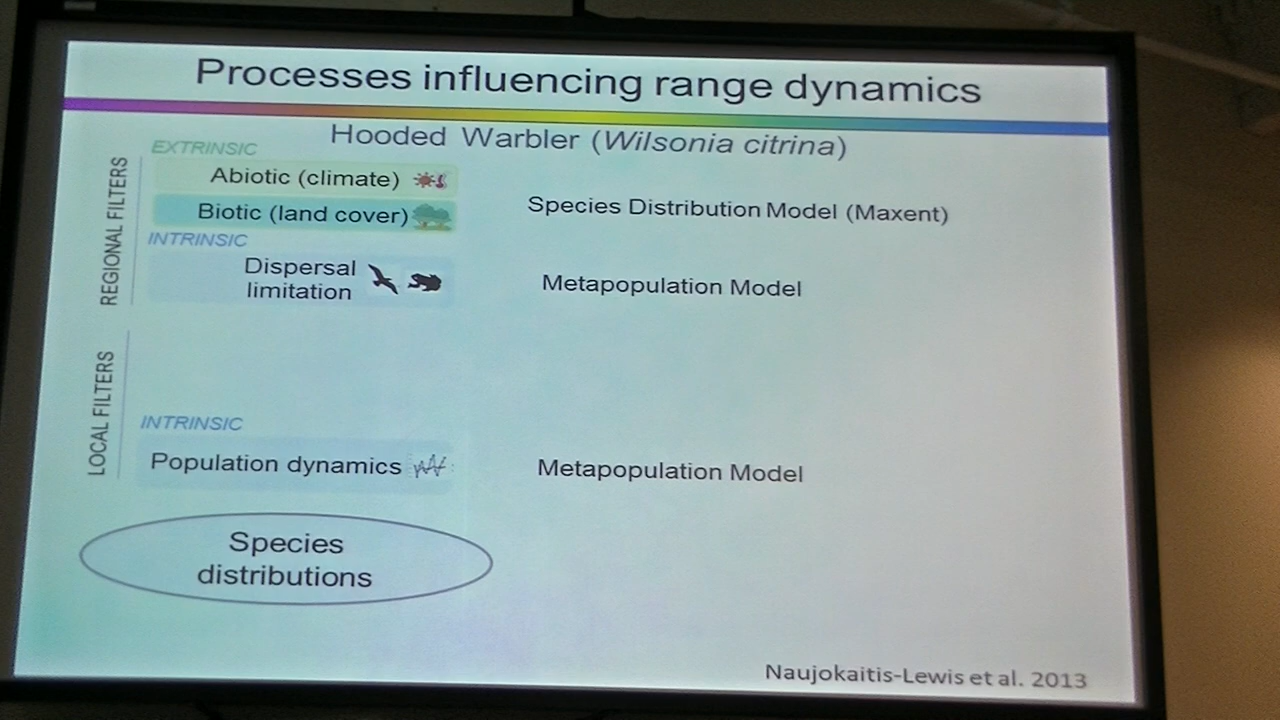 Processes influencing range dynamics
Hooded Warbler (Wilsonia citrina)
REGIONAL FILTERS
EXTRINSIC
Abiotic (climate)
Biotic (land cover)
Species Distribution Model (Maxent)
INTRINSIC
Dispersal
limitation
Metapopulation Model
LOCAL FILTERS
INTRINSIC
Population dynamics
Metapopulation Model
Species
distributions
Naujokaitis-Lewis et al. 2013